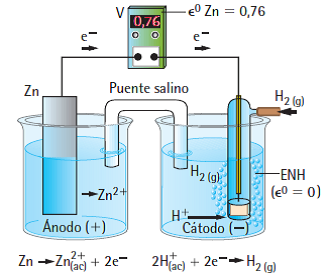 V
0,76
ϵ⁰ Zn = 0,76
e⁻
e⁻
Zn
Puente salino
H₂ (g)
H₂ (g)
ENH
(ϵ⁰ = 0)
Zn²⁺
H⁺
Ánodo (+)
Cátodo (−)
Zn → Zn²⁺(ac) + 2e⁻
2H⁺(ac) + 2e⁻ → H₂ (g)